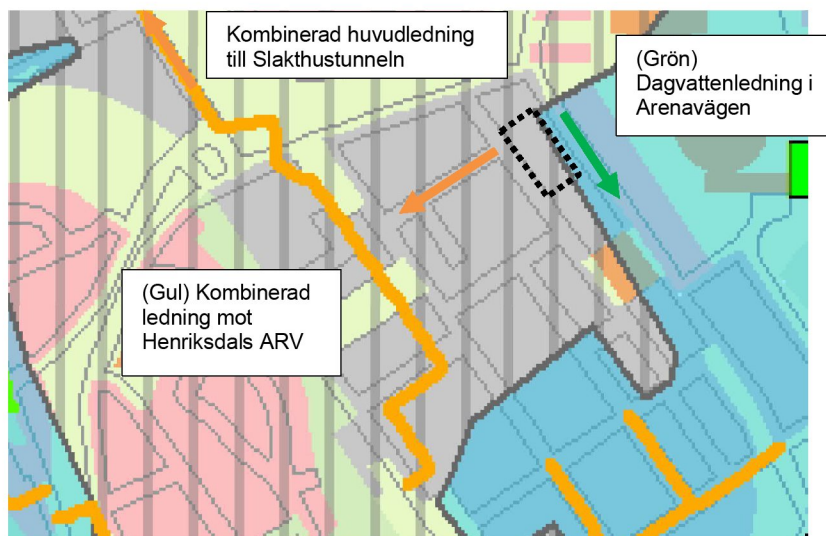 Kombinerad huvudledning
till Slakthustunneln
(Grön)
Dagvattenledning i
Arenavägen
(Gul) Kombinerad
ledning mot
Henriksdals ARV